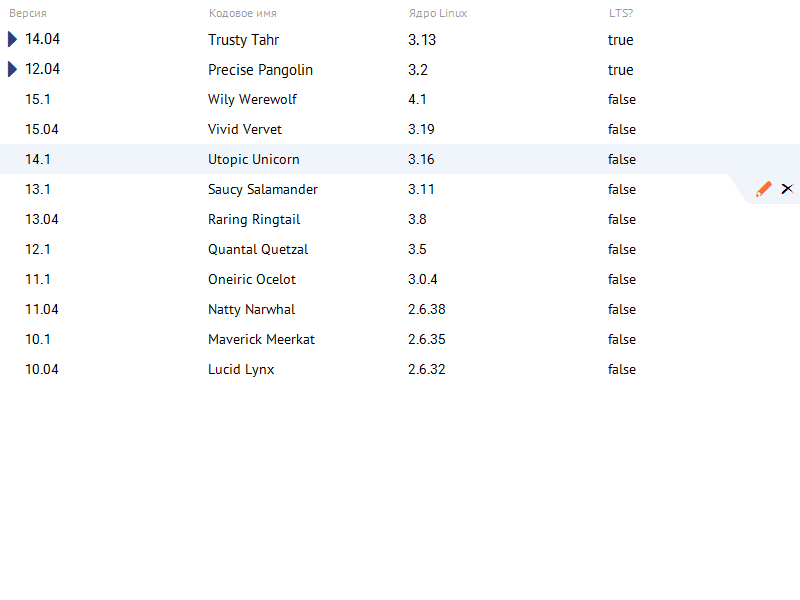 Версия Кодовое имя Ядро Linux LTS?
14.04 Trusty Tahr 3.13 true
12.04 Precise Pangolin 3.2 true
15.1 Wily Werewolf 4.1 false
15.04 Vivid Vervet 3.19 false
14.1 Utopic Unicorn 3.16 false
13.1 Saucy Salamander 3.11 false
13.04 Raring Ringtail 3.8 false
12.1 Quantal Quetzal 3.5 false
11.1 Oneiric Ocelot 3.0.4 false
11.04 Natty Narwhal 2.6.38 false
10.1 Maverick Meerkat 2.6.35 false
10.04 Lucid Lynx 2.6.32 false